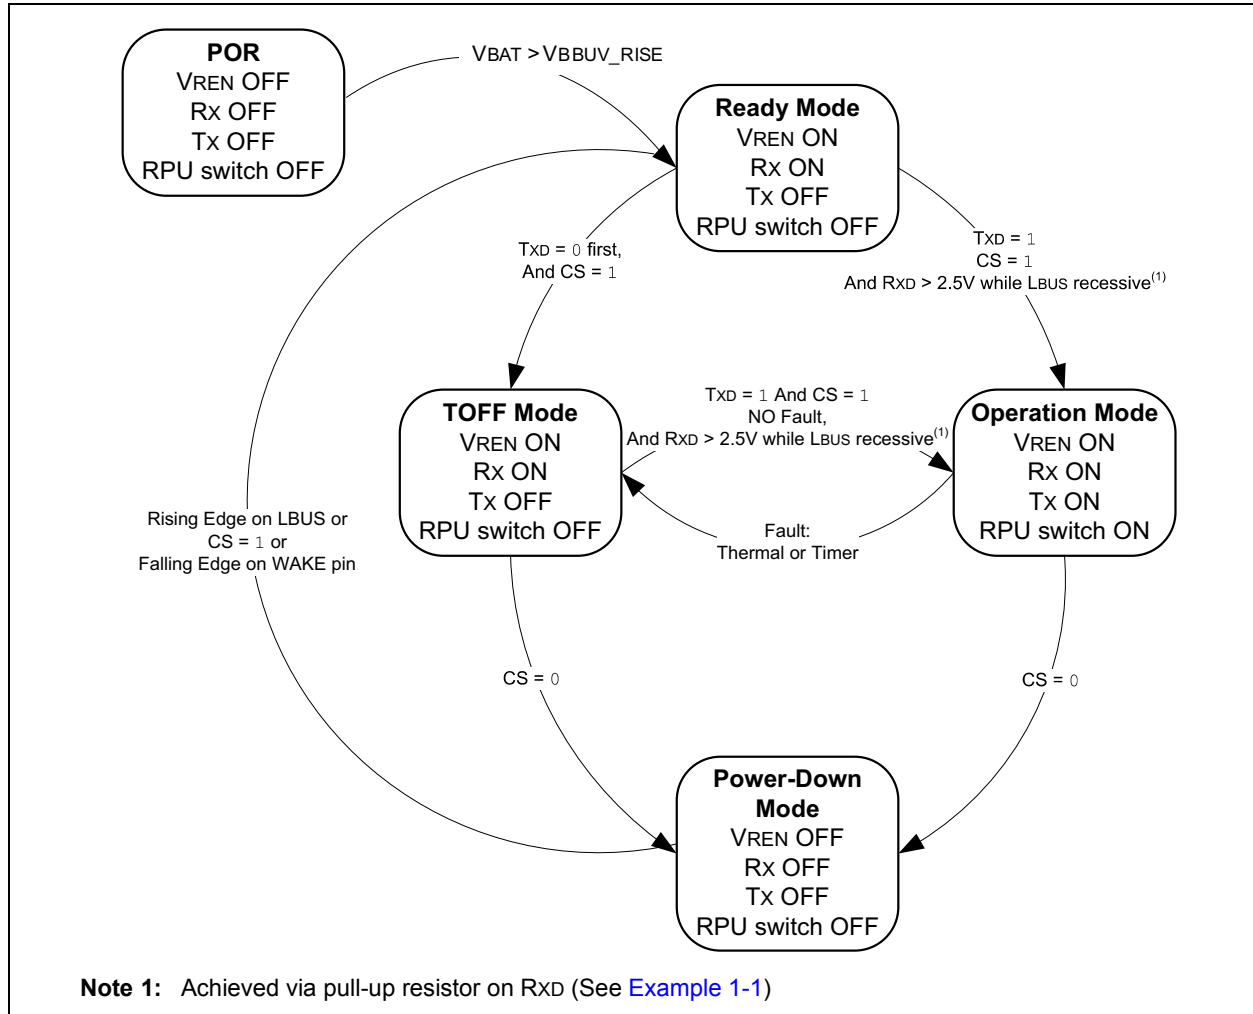 POR
VREN OFF
RX OFF
TX OFF
RPU switch OFF
VBAT > VBBUV_RISE
Ready Mode
VREN ON
RX ON
TX OFF
RPU switch OFF
TXD = 0 first,
And CS = 1
TXD = 1
CS = 1
And RXD > 2.5V while LBUS recessive(1)
TOFF Mode
VREN ON
RX ON
TX OFF
RPU switch OFF
TXD = 1 And CS = 1
NO Fault,
And RXD > 2.5V while LBUS recessive(1)
Fault:
Thermal or Timer
Operation Mode
VREN ON
RX ON
TX ON
RPU switch ON
Rising Edge on LBUS or
CS = 1 or
Falling Edge on WAKE pin
CS = 0
CS = 0
Power-Down
Mode
VREN OFF
RX OFF
TX OFF
RPU switch OFF
Note 1: Achieved via pull-up resistor on RXD (See Example 1-1)